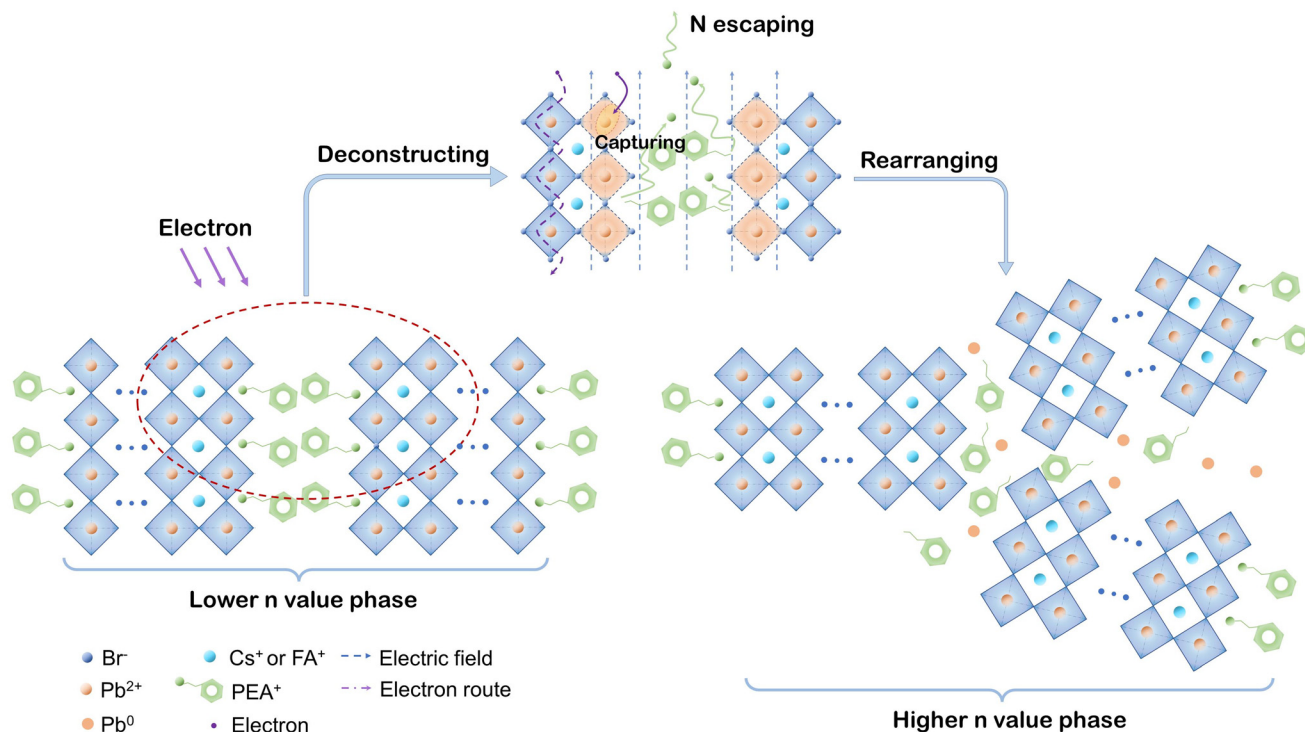 N escaping
Deconstructing
Capturing
Rearranging
Electron
Lower n value phase
Higher n value phase
Br⁻
Cs⁺ or FA⁺
Electric field
Pb²⁺
PEA⁺
Electron route
Pb⁰
Electron